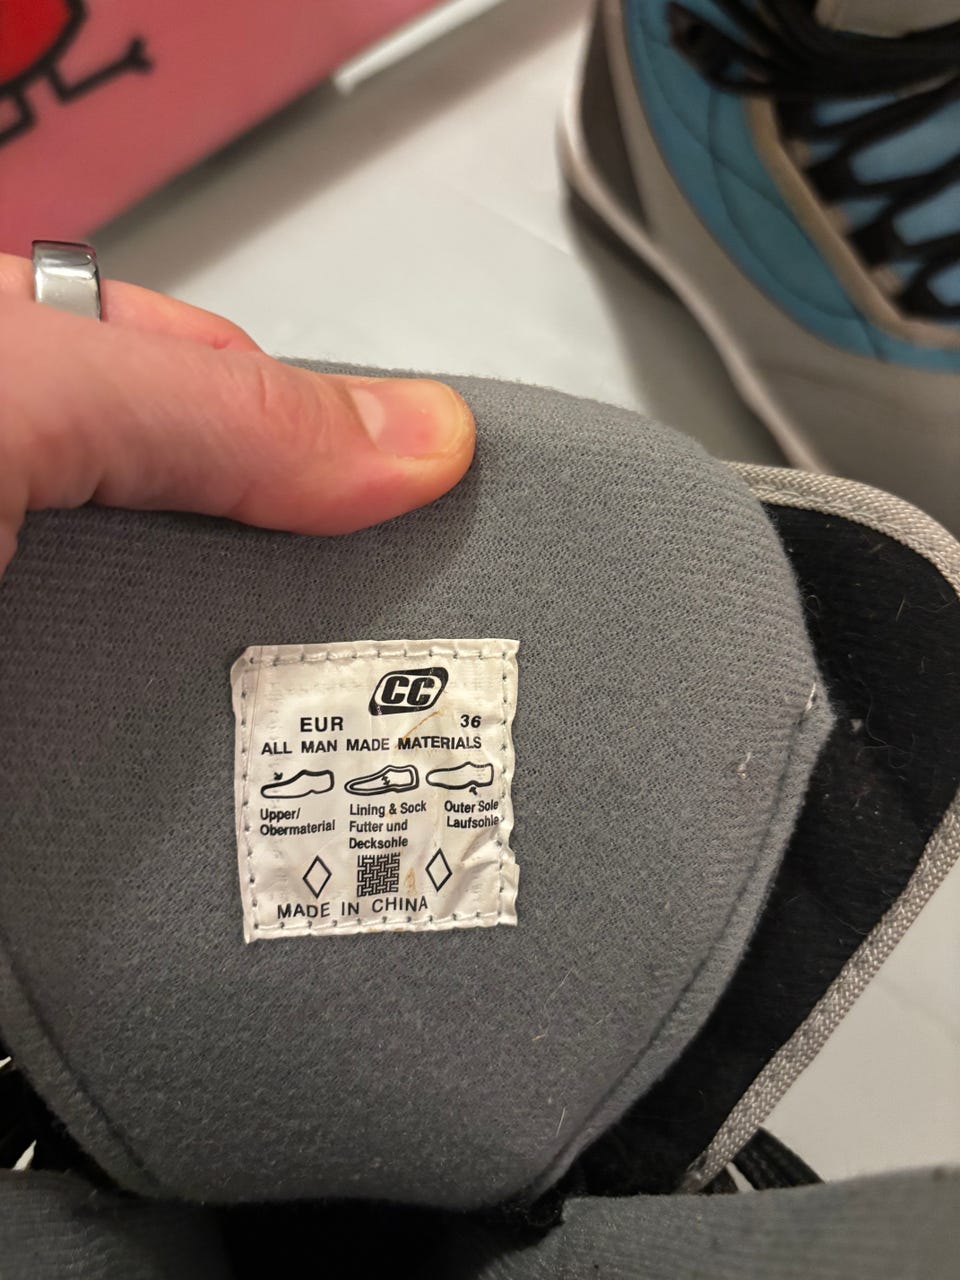 CC
EUR 36
ALL MAN MADE MATERIALS
Upper/
Obermaterial
Lining & Sock
Futter und
Decksohle
Outer Sole
Laufsohle
MADE IN CHINA